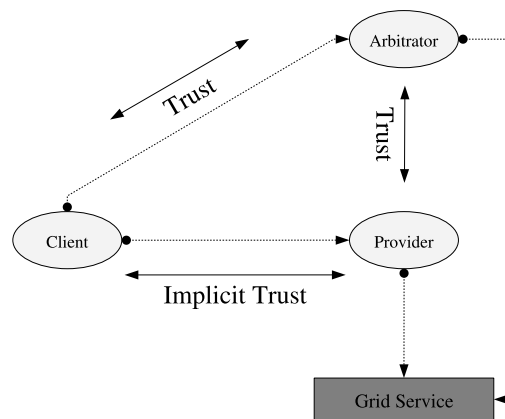 Arbitrator
Trust
Trust
Client
Provider
Implicit Trust
Grid Service